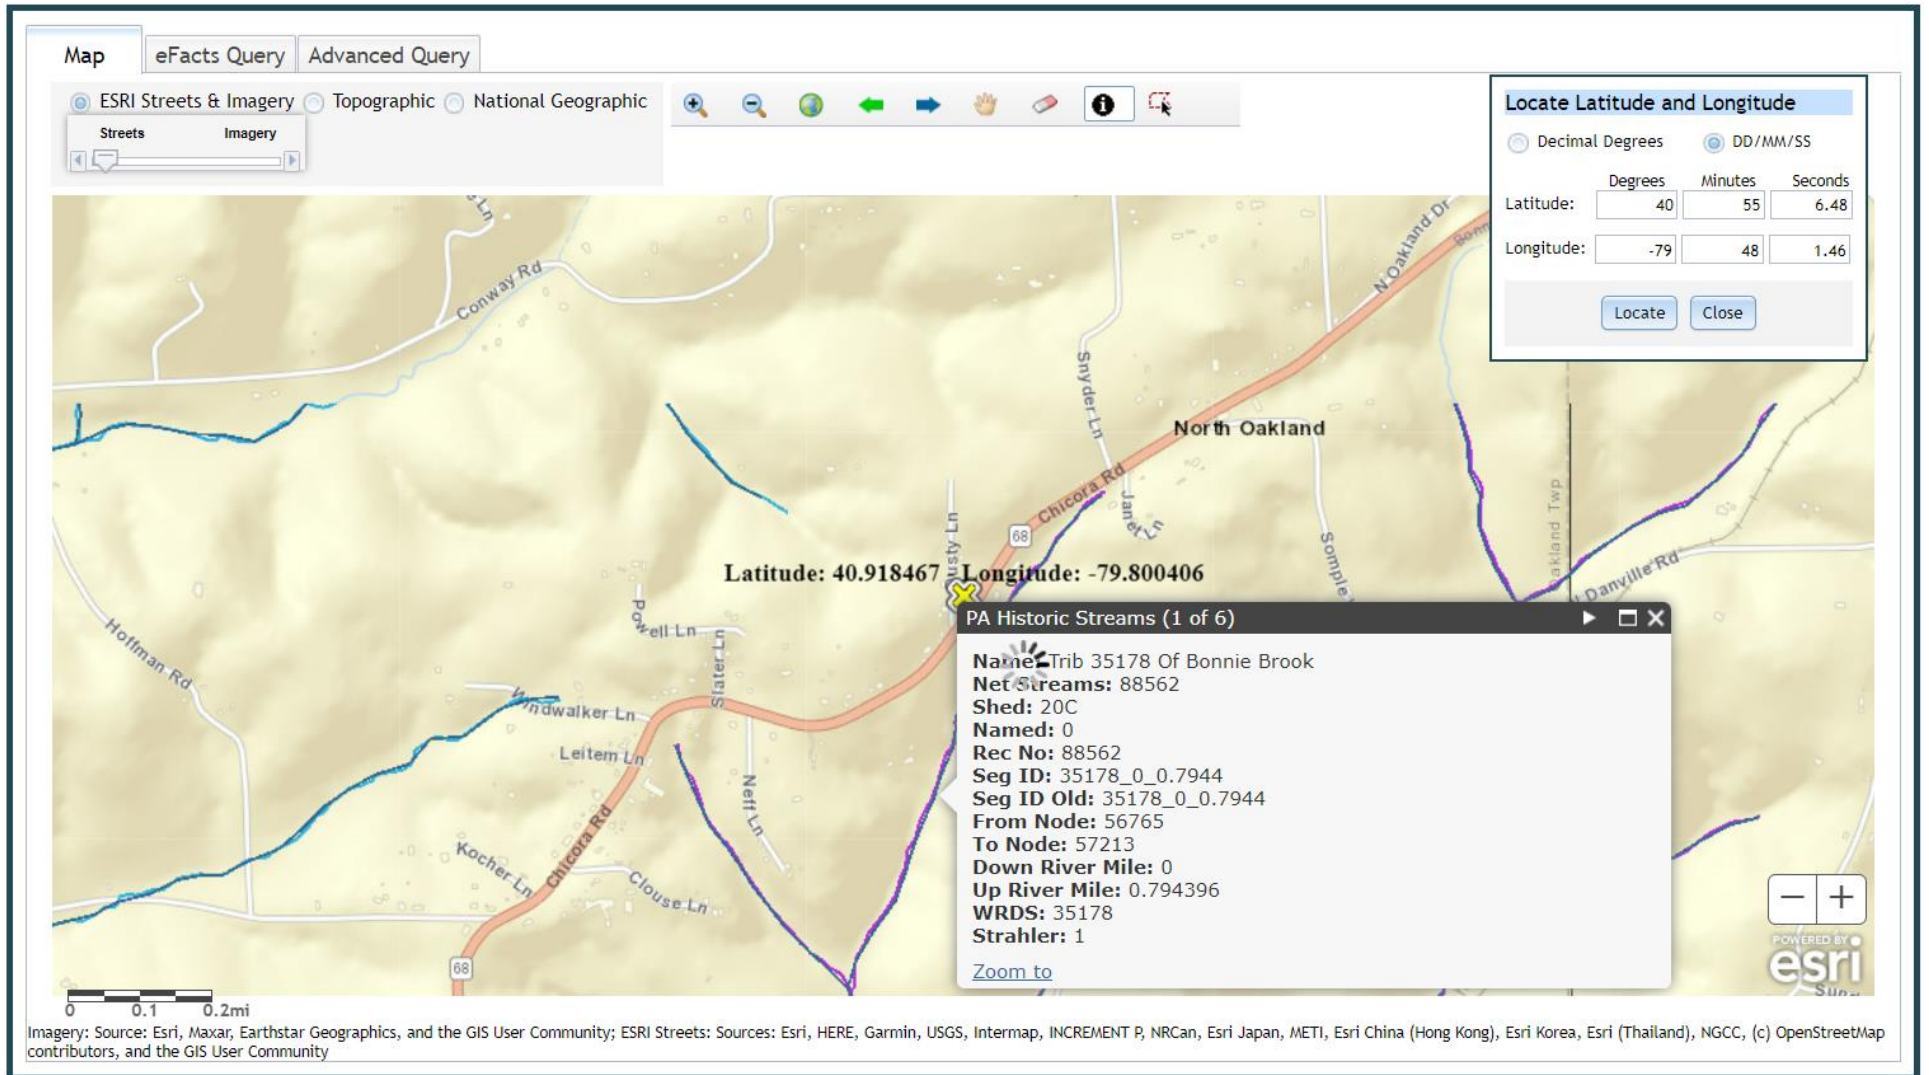 Map eFacts Query Advanced Query
ESRI Streets & Imagery Topographic National Geographic
Streets Imagery
Locate Latitude and Longitude
Decimal Degrees DD/MM/SS
Degrees Minutes Seconds
Latitude: 40 55 6.48
Longitude: -79 48 1.46
Locate Close
N Oakland Dr
Conway Rd
Snyder Ln
North Oakland
Chicora Rd
Janet Ln
68
Latitude: 40.918467 Longitude: -79.800406
Danville Rd
Powell Ln
Slater Ln
Hoffman Rd
Windwalker Ln
Leitem Ln
Neff Ln
Chicora Rd
Kocher Ln
Clouse Ln
68
PA Historic Streams (1 of 6)
Name: Trib 35178 Of Bonnie Brook
Net Streams: 88562
Shed: 20C
Named: 0
Rec No: 88562
Seg ID: 35178_0_0.7944
Seg ID Old: 35178_0_0.7944
From Node: 56765
To Node: 57213
Down River Mile: 0
Up River Mile: 0.794396
WRDS: 35178
Strahler: 1
Zoom to
POWERED BY
esri
0 0.1 0.2mi
Imagery: Source: Esri, Maxar, Earthstar Geographics, and the GIS User Community; ESRI Streets: Sources: Esri, HERE, Garmin, USGS, Intermap, INCREMENT P, NRCan, Esri Japan, METI, Esri China (Hong Kong), Esri Korea, Esri (Thailand), NGCC, (c) OpenStreetMap
contributors, and the GIS User Community